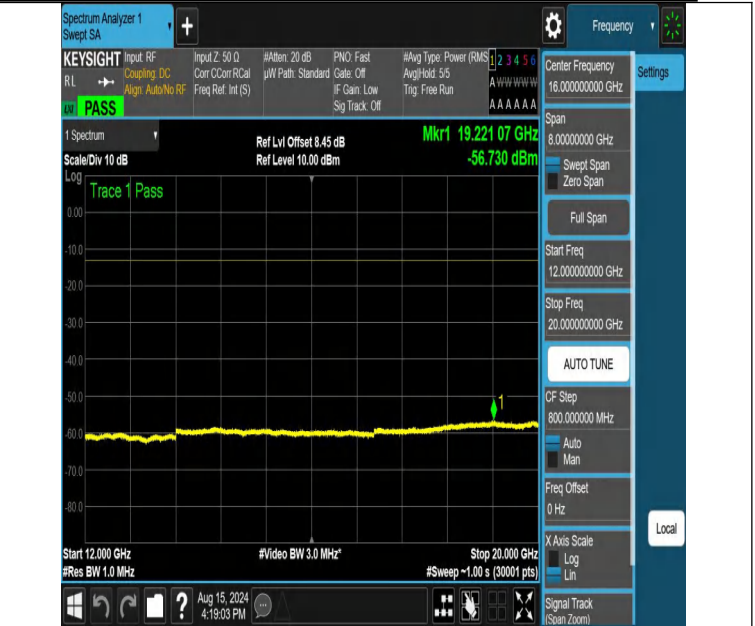 Spectrum Analyzer 1
Swept SA
+
Frequency
KEYSIGHT
RL
PASS
Input: RF
Coupling: DC
Align: Auto/No RF
Input Z: 50 Ω
Corr CCorr RCal
Freq Ref: Int (S)
#Atten: 20 dB
µW Path: Standard
PNO: Fast
Gate: Off
IF Gain: Low
Sig Track: Off
#Avg Type: Power (RMS
Avg|Hold: 5/5
Trig: Free Run
1 2 3 4 5 6
A W W W W W
A A A A A A
1 Spectrum
Scale/Div 10 dB
Ref Lvl Offset 8.45 dB
Ref Level 10.00 dBm
Mkr1 19.221 07 GHz
-56.730 dBm
Log
Trace 1 Pass
0.00
-10.0
-20.0
-30.0
-40.0
-50.0
-60.0
-70.0
-80.0
1
Start 12.000 GHz
#Res BW 1.0 MHz
#Video BW 3.0 MHz*
Stop 20.000 GHz
#Sweep ~1.00 s (30001 pts)
Center Frequency
16.000000000 GHz
Span
8.00000000 GHz
Swept Span
Zero Span
Full Span
Start Freq
12.000000000 GHz
Stop Freq
20.000000000 GHz
AUTO TUNE
CF Step
800.000000 MHz
Auto
Man
Freq Offset
0 Hz
X Axis Scale
Log
Lin
Signal Track
(Span Zoom)
Settings
Local
?
Aug 15, 2024
4:19:03 PM